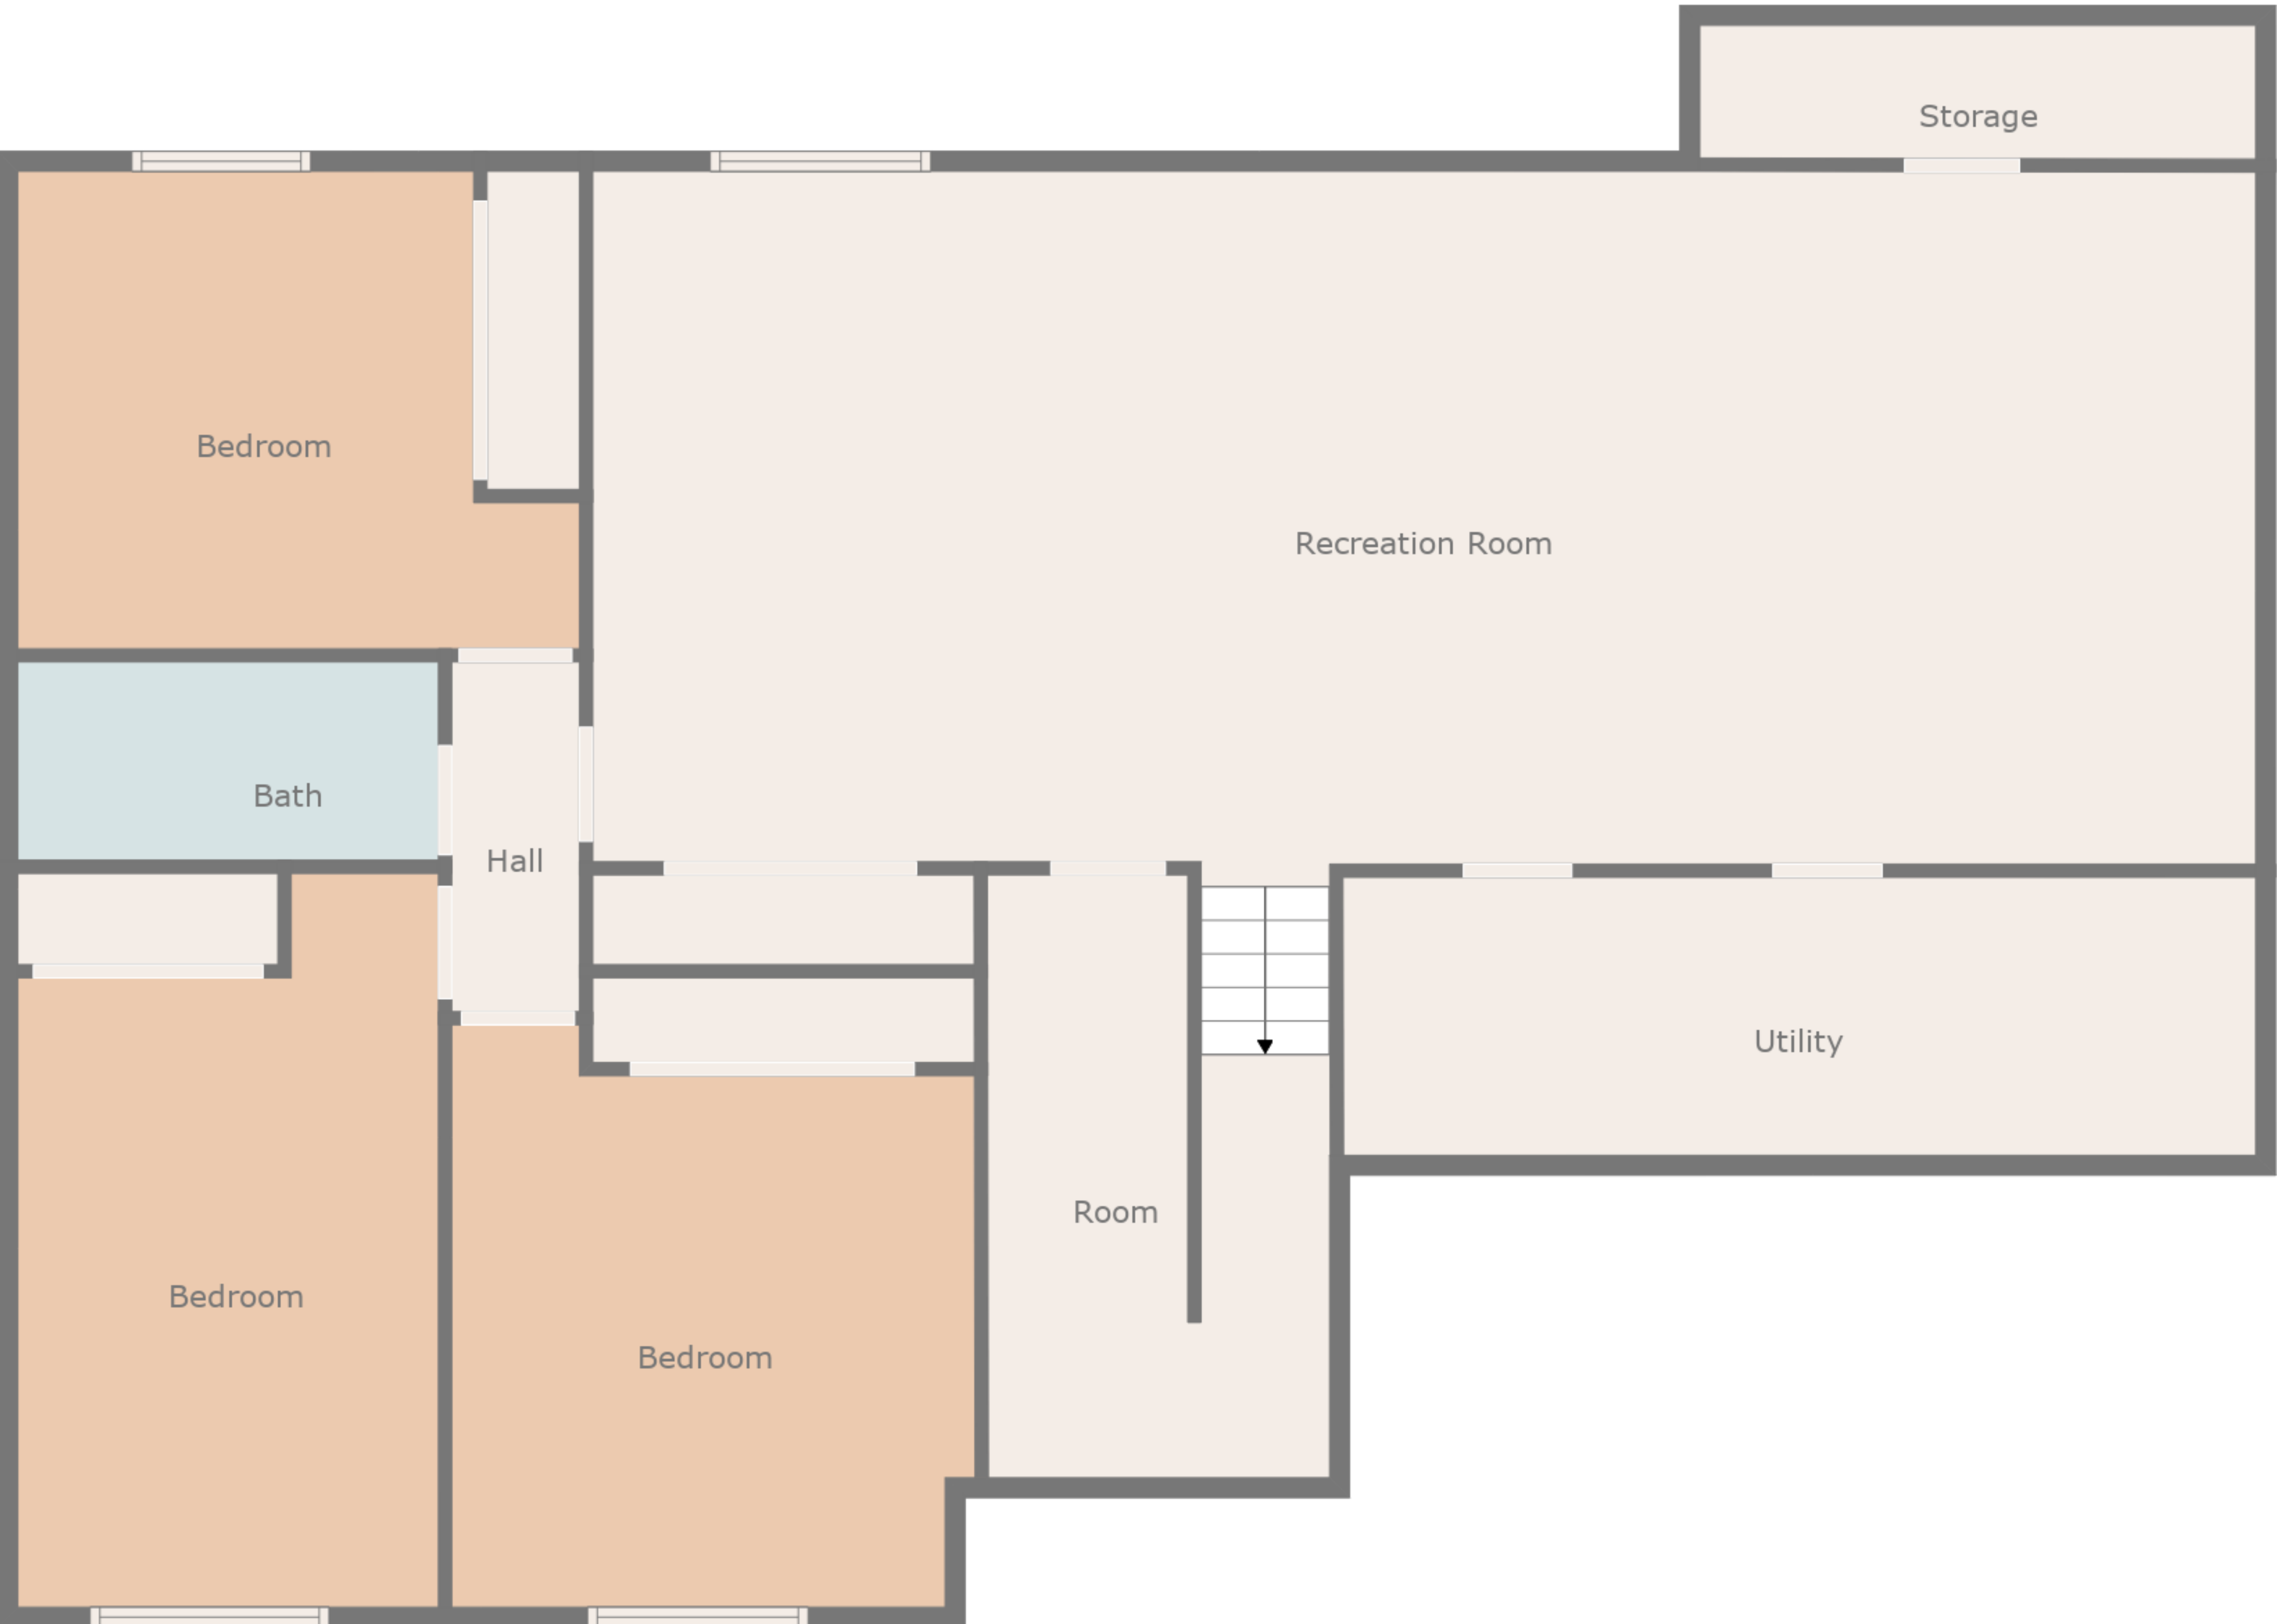 Storage
Bedroom
Recreation Room
Bath
Hall
Utility
Room
Bedroom
Bedroom